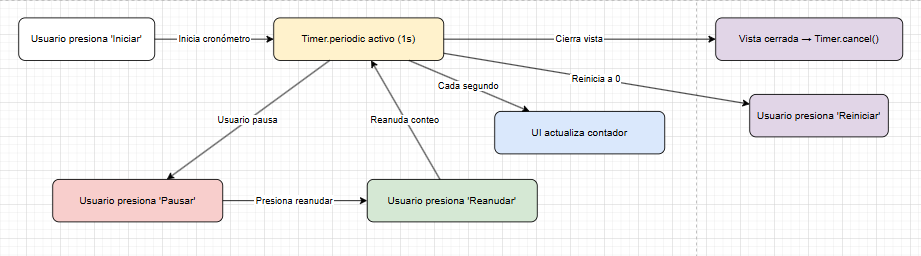 Usuario presiona 'Iniciar'
Inicia cronómetro
Timer.periodic activo (1s)
Cierra vista
Vista cerrada → Timer.cancel()
Reinicia a 0
Cada segundo
Usuario presiona 'Reiniciar'
Usuario pausa
Reanuda conteo
UI actualiza contador
Usuario presiona 'Pausar'
Presiona reanudar
Usuario presiona 'Reanudar'